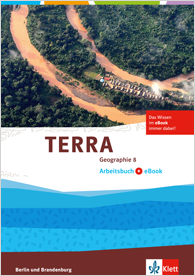 Das Wissen
im eBook
immer dabei!
TERRA
Geographie 8
Arbeitsbuch + eBook
Berlin und Brandenburg
Klett